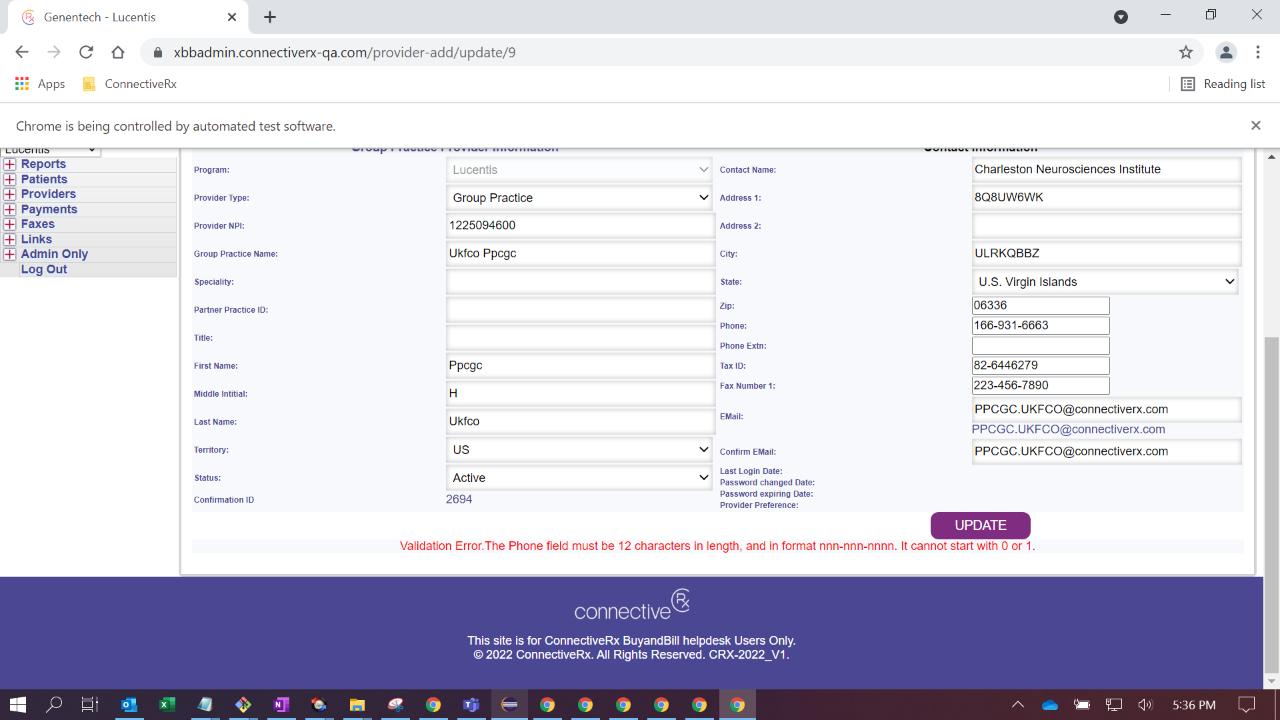 Genentech - Lucentis
xbbadmin.connectiverx-qa.com/provider-add/update/9
Apps
ConnectiveRx
Reading list
Chrome is being controlled by automated test software.
Lucentis
Reports
Patients
Providers
Payments
Faxes
Links
Admin Only
Log Out
Group Practice Provider Information
Program: Lucentis
Provider Type: Group Practice
Provider NPI: 1225094600
Group Practice Name: Ukfco Ppcgc
Speciality:
Partner Practice ID:
Title:
First Name: Ppcgc
Middle Intitial: H
Last Name: Ukfco
Territory: US
Status: Active
Confirmation ID 2694
Contact Information
Contact Name: Charleston Neurosciences Institute
Address 1: 8Q8UW6WK
Address 2:
City: ULRKQBBZ
State: U.S. Virgin Islands
Zip: 06336
Phone: 166-931-6663
Phone Extn:
Tax ID: 82-6446279
Fax Number 1: 223-456-7890
EMail: PPCGC.UKFCO@connectiverx.com
PPCGC.UKFCO@connectiverx.com
Confirm EMail: PPCGC.UKFCO@connectiverx.com
Last Login Date:
Password changed Date:
Password expiring Date:
Provider Preference:
UPDATE
Validation Error.The Phone field must be 12 characters in length, and in format nnn-nnn-nnnn. It cannot start with 0 or 1.
connectiveRx
This site is for ConnectiveRx BuyandBill helpdesk Users Only.
© 2022 ConnectiveRx. All Rights Reserved. CRX-2022_V1.
5:36 PM